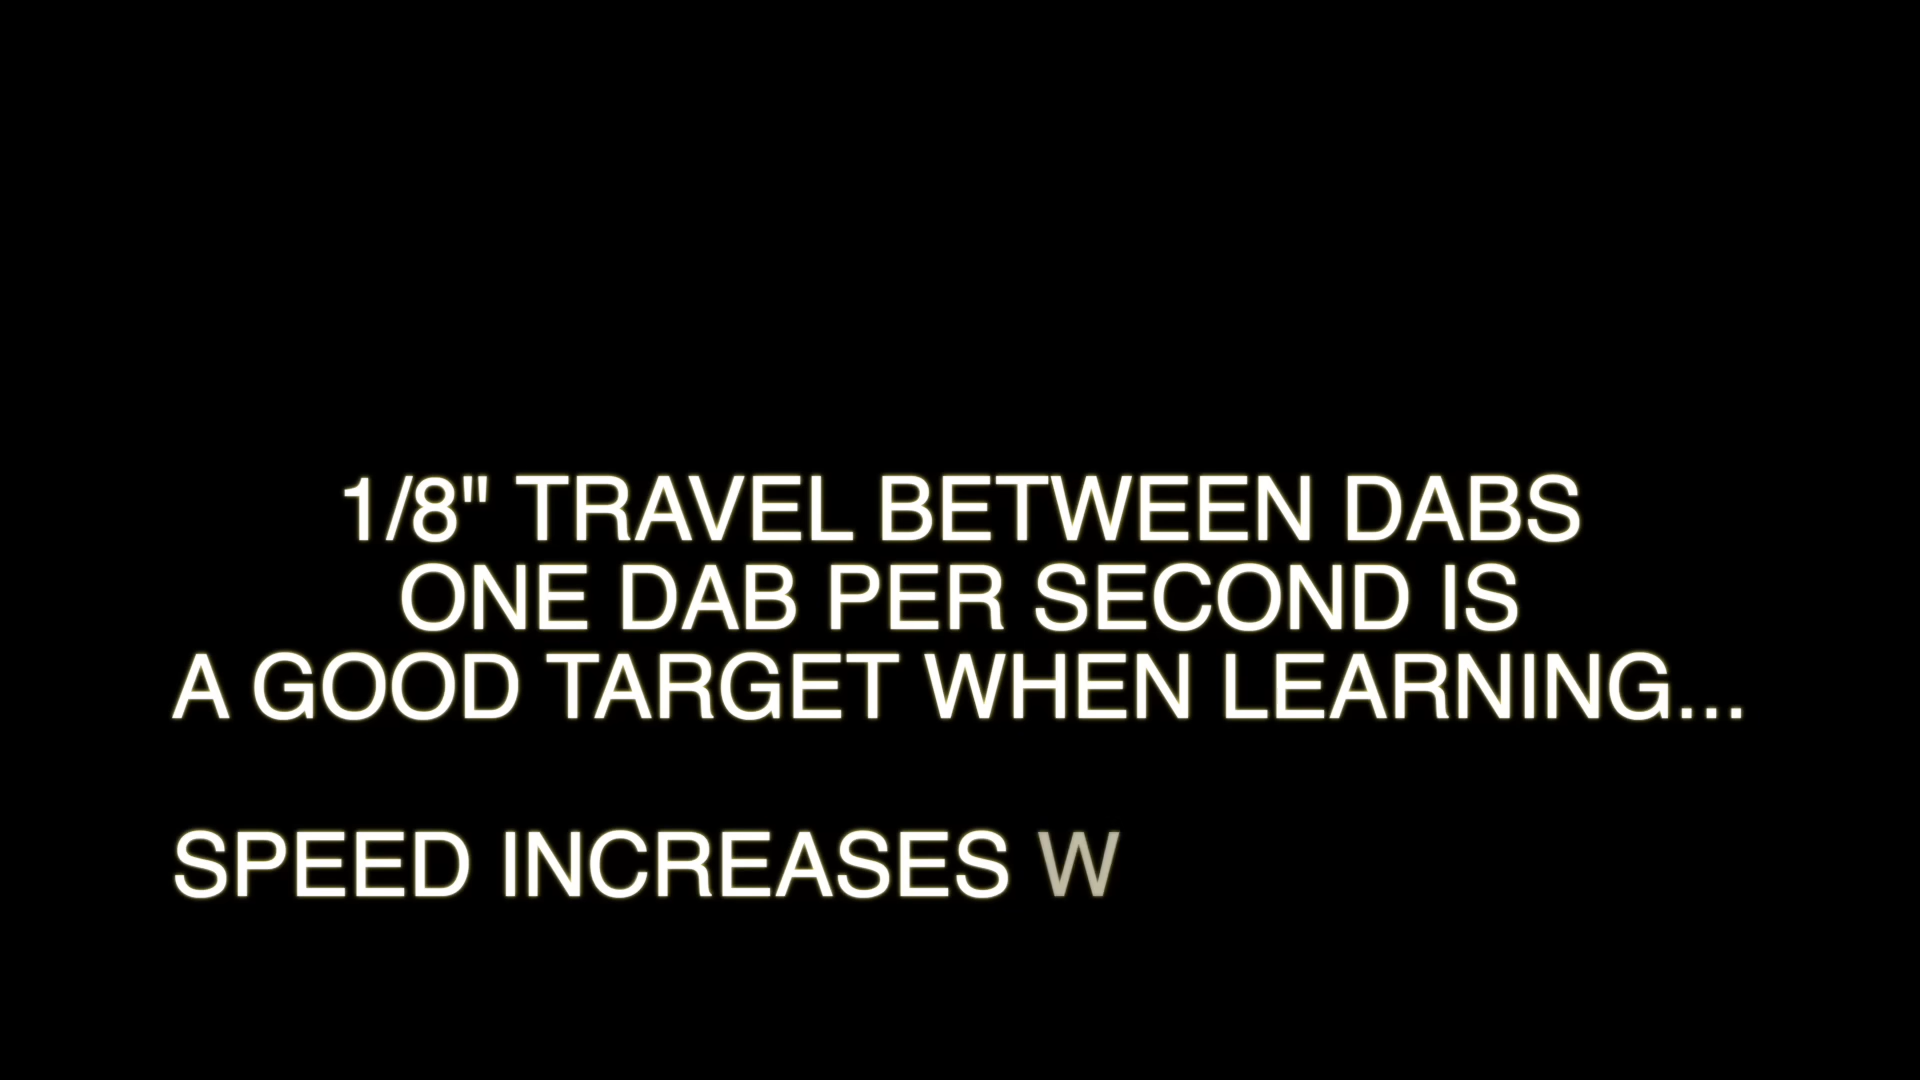 1/8" TRAVEL BETWEEN DABS
ONE DAB PER SECOND IS
A GOOD TARGET WHEN LEARNING...
SPEED INCREASES W